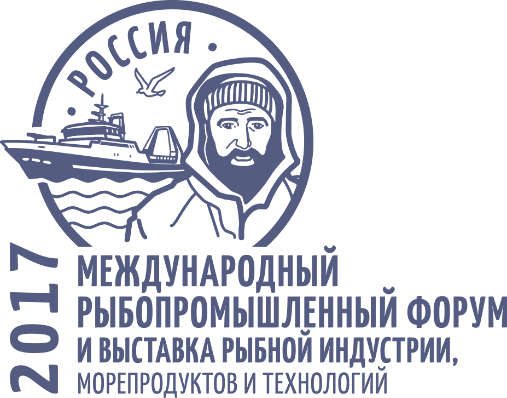 · РОССИЯ ·
2017
МЕЖДУНАРОДНЫЙ
РЫБОПРОМЫШЛЕННЫЙ ФОРУМ
И ВЫСТАВКА РЫБНОЙ ИНДУСТРИИ,
МОРЕПРОДУКТОВ И ТЕХНОЛОГИЙ